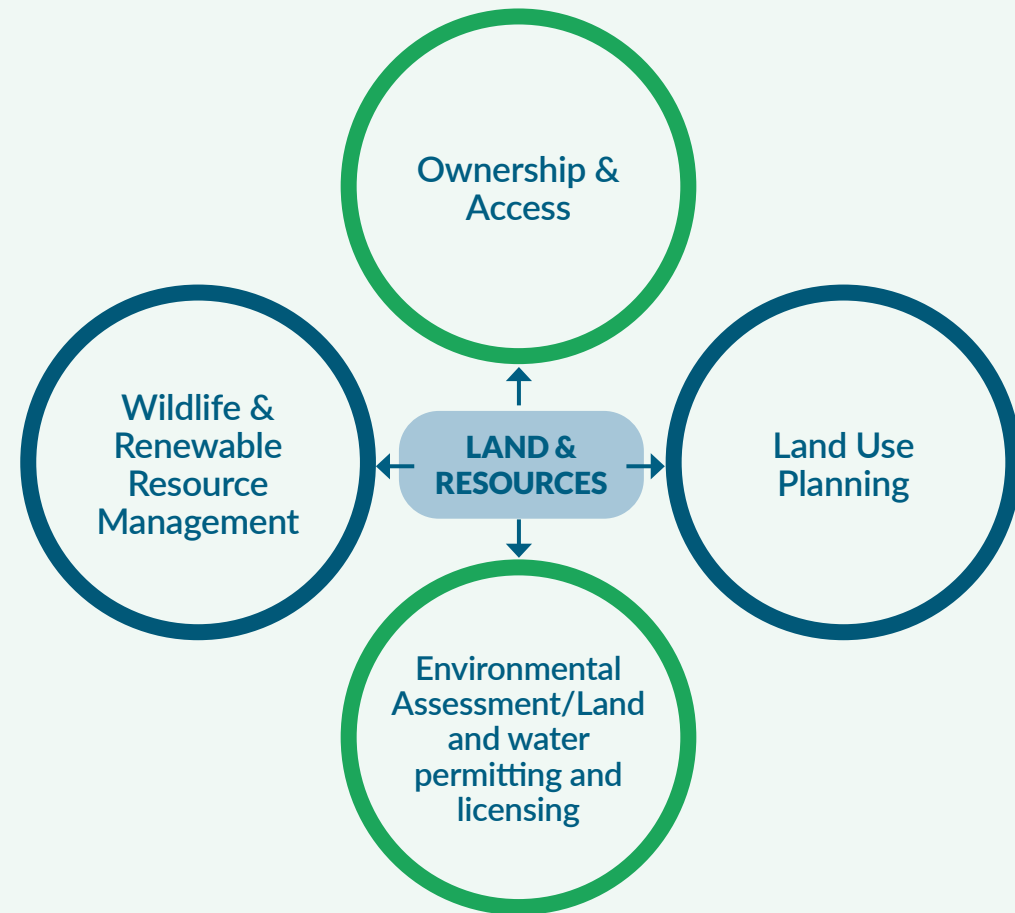 Ownership &
Access
Wildlife &
Renewable
Resource
Management
LAND &
RESOURCES
Land Use
Planning
Environmental
Assessment/Land
and water
permitting and
licensing